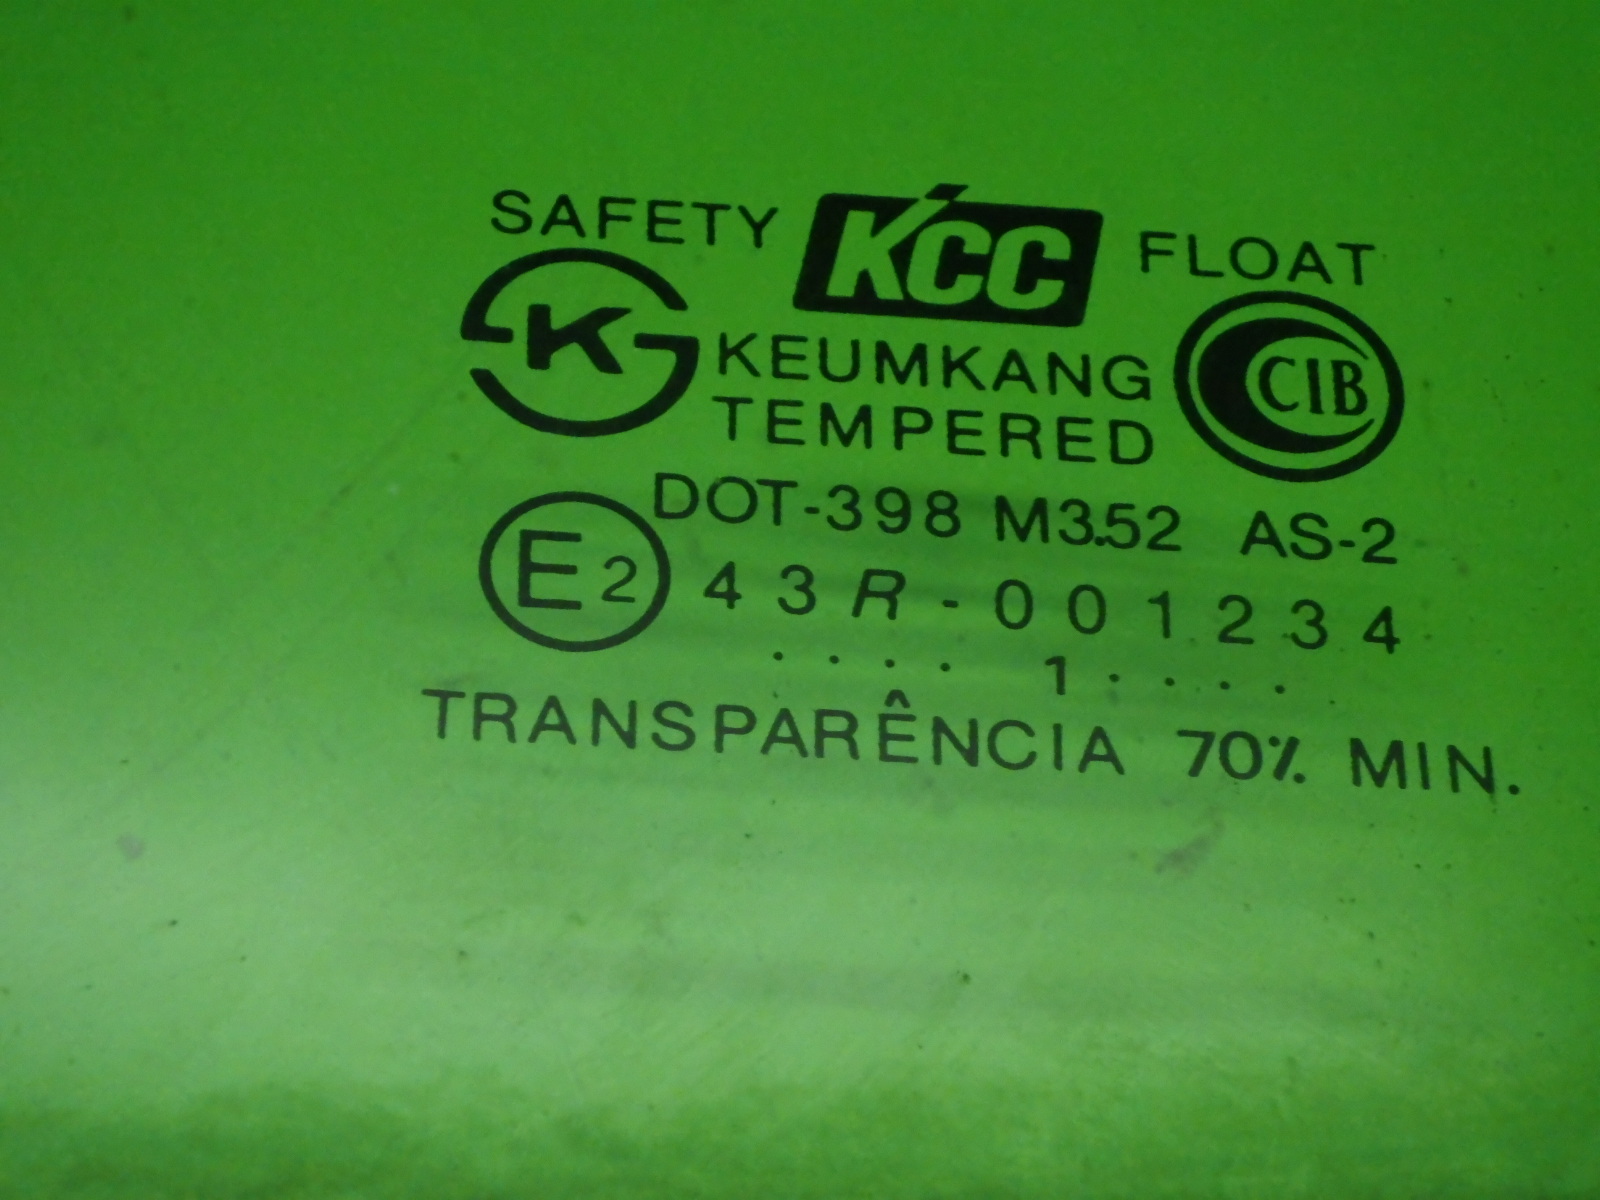 SAFETY KCC FLOAT
K KEUMKANG CIB
TEMPERED
DOT-398 M3.52 AS-2
E2 43R-001234
....1....
TRANSPARÊNCIA 70% MIN.